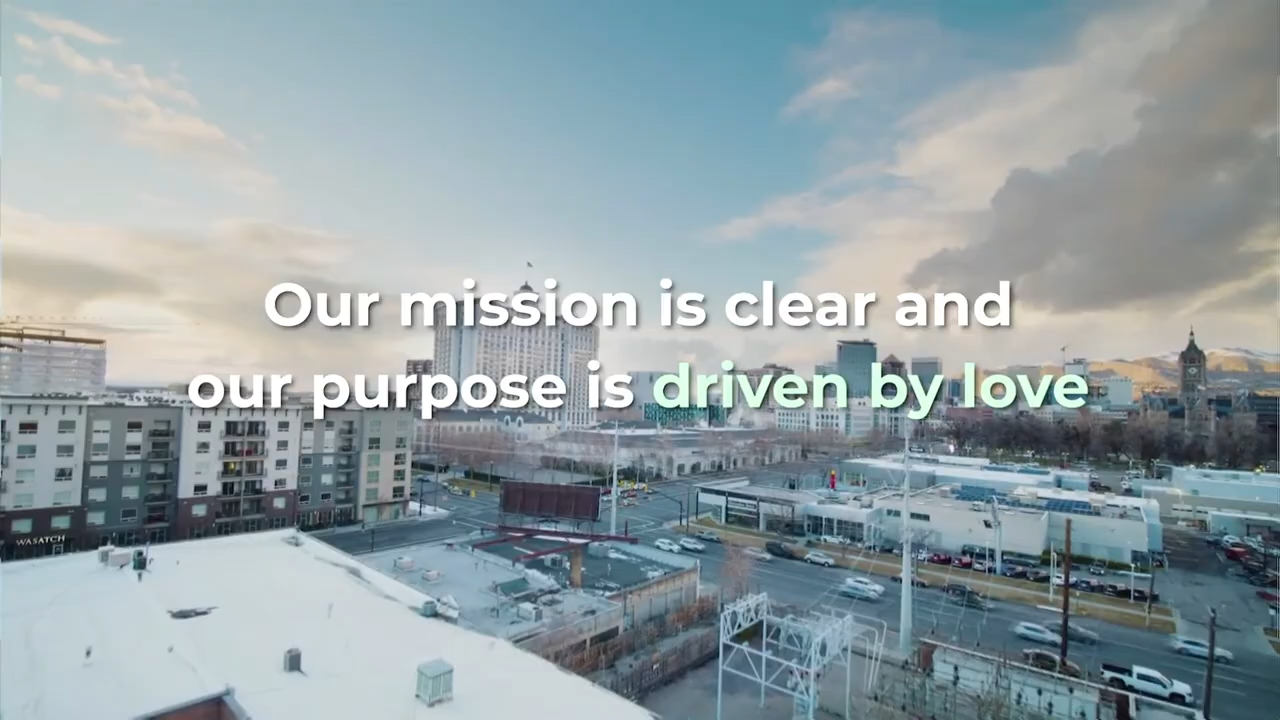 Our mission is clear and
our purpose is driven by love
WASATCH